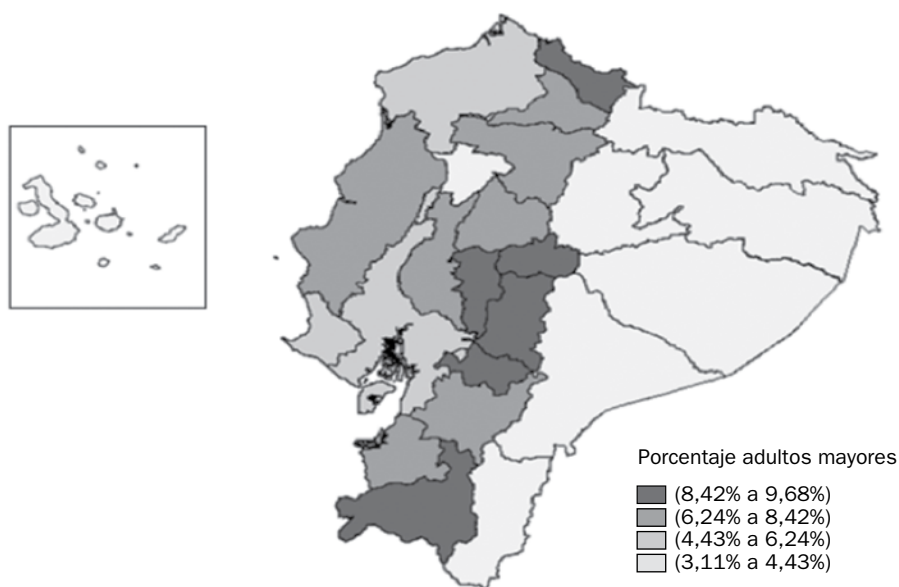 Porcentaje adultos mayores
(8,42% a 9,68%)
(6,24% a 8,42%)
(4,43% a 6,24%)
(3,11% a 4,43%)